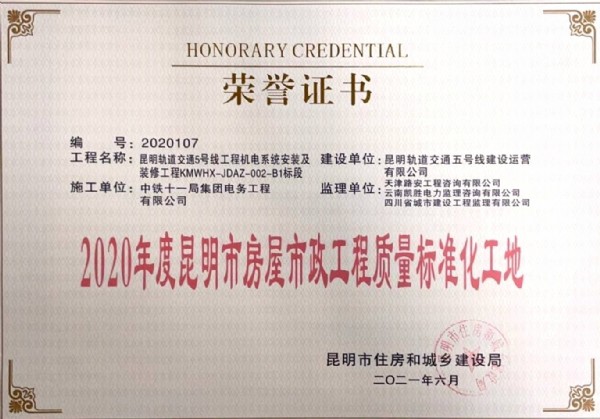 HONORARY CREDENTIAL
荣誉证书
编 号：2020107
工程名称：昆明轨道交通5号线工程机电系统安装及
装修工程KMWHX-JDAZ-002-B1标段
施工单位：中铁十一局集团电务工程
有限公司
建设单位：昆明轨道交通五号线建设运营
有限公司
监理单位：天津路安工程咨询有限公司
云南凯胜电力监理咨询有限公司
四川省城市建设工程监理有限公司
2020年度昆明市房屋市政工程质量标准化工地
昆明市住房和城乡建设局
二〇二一年六月